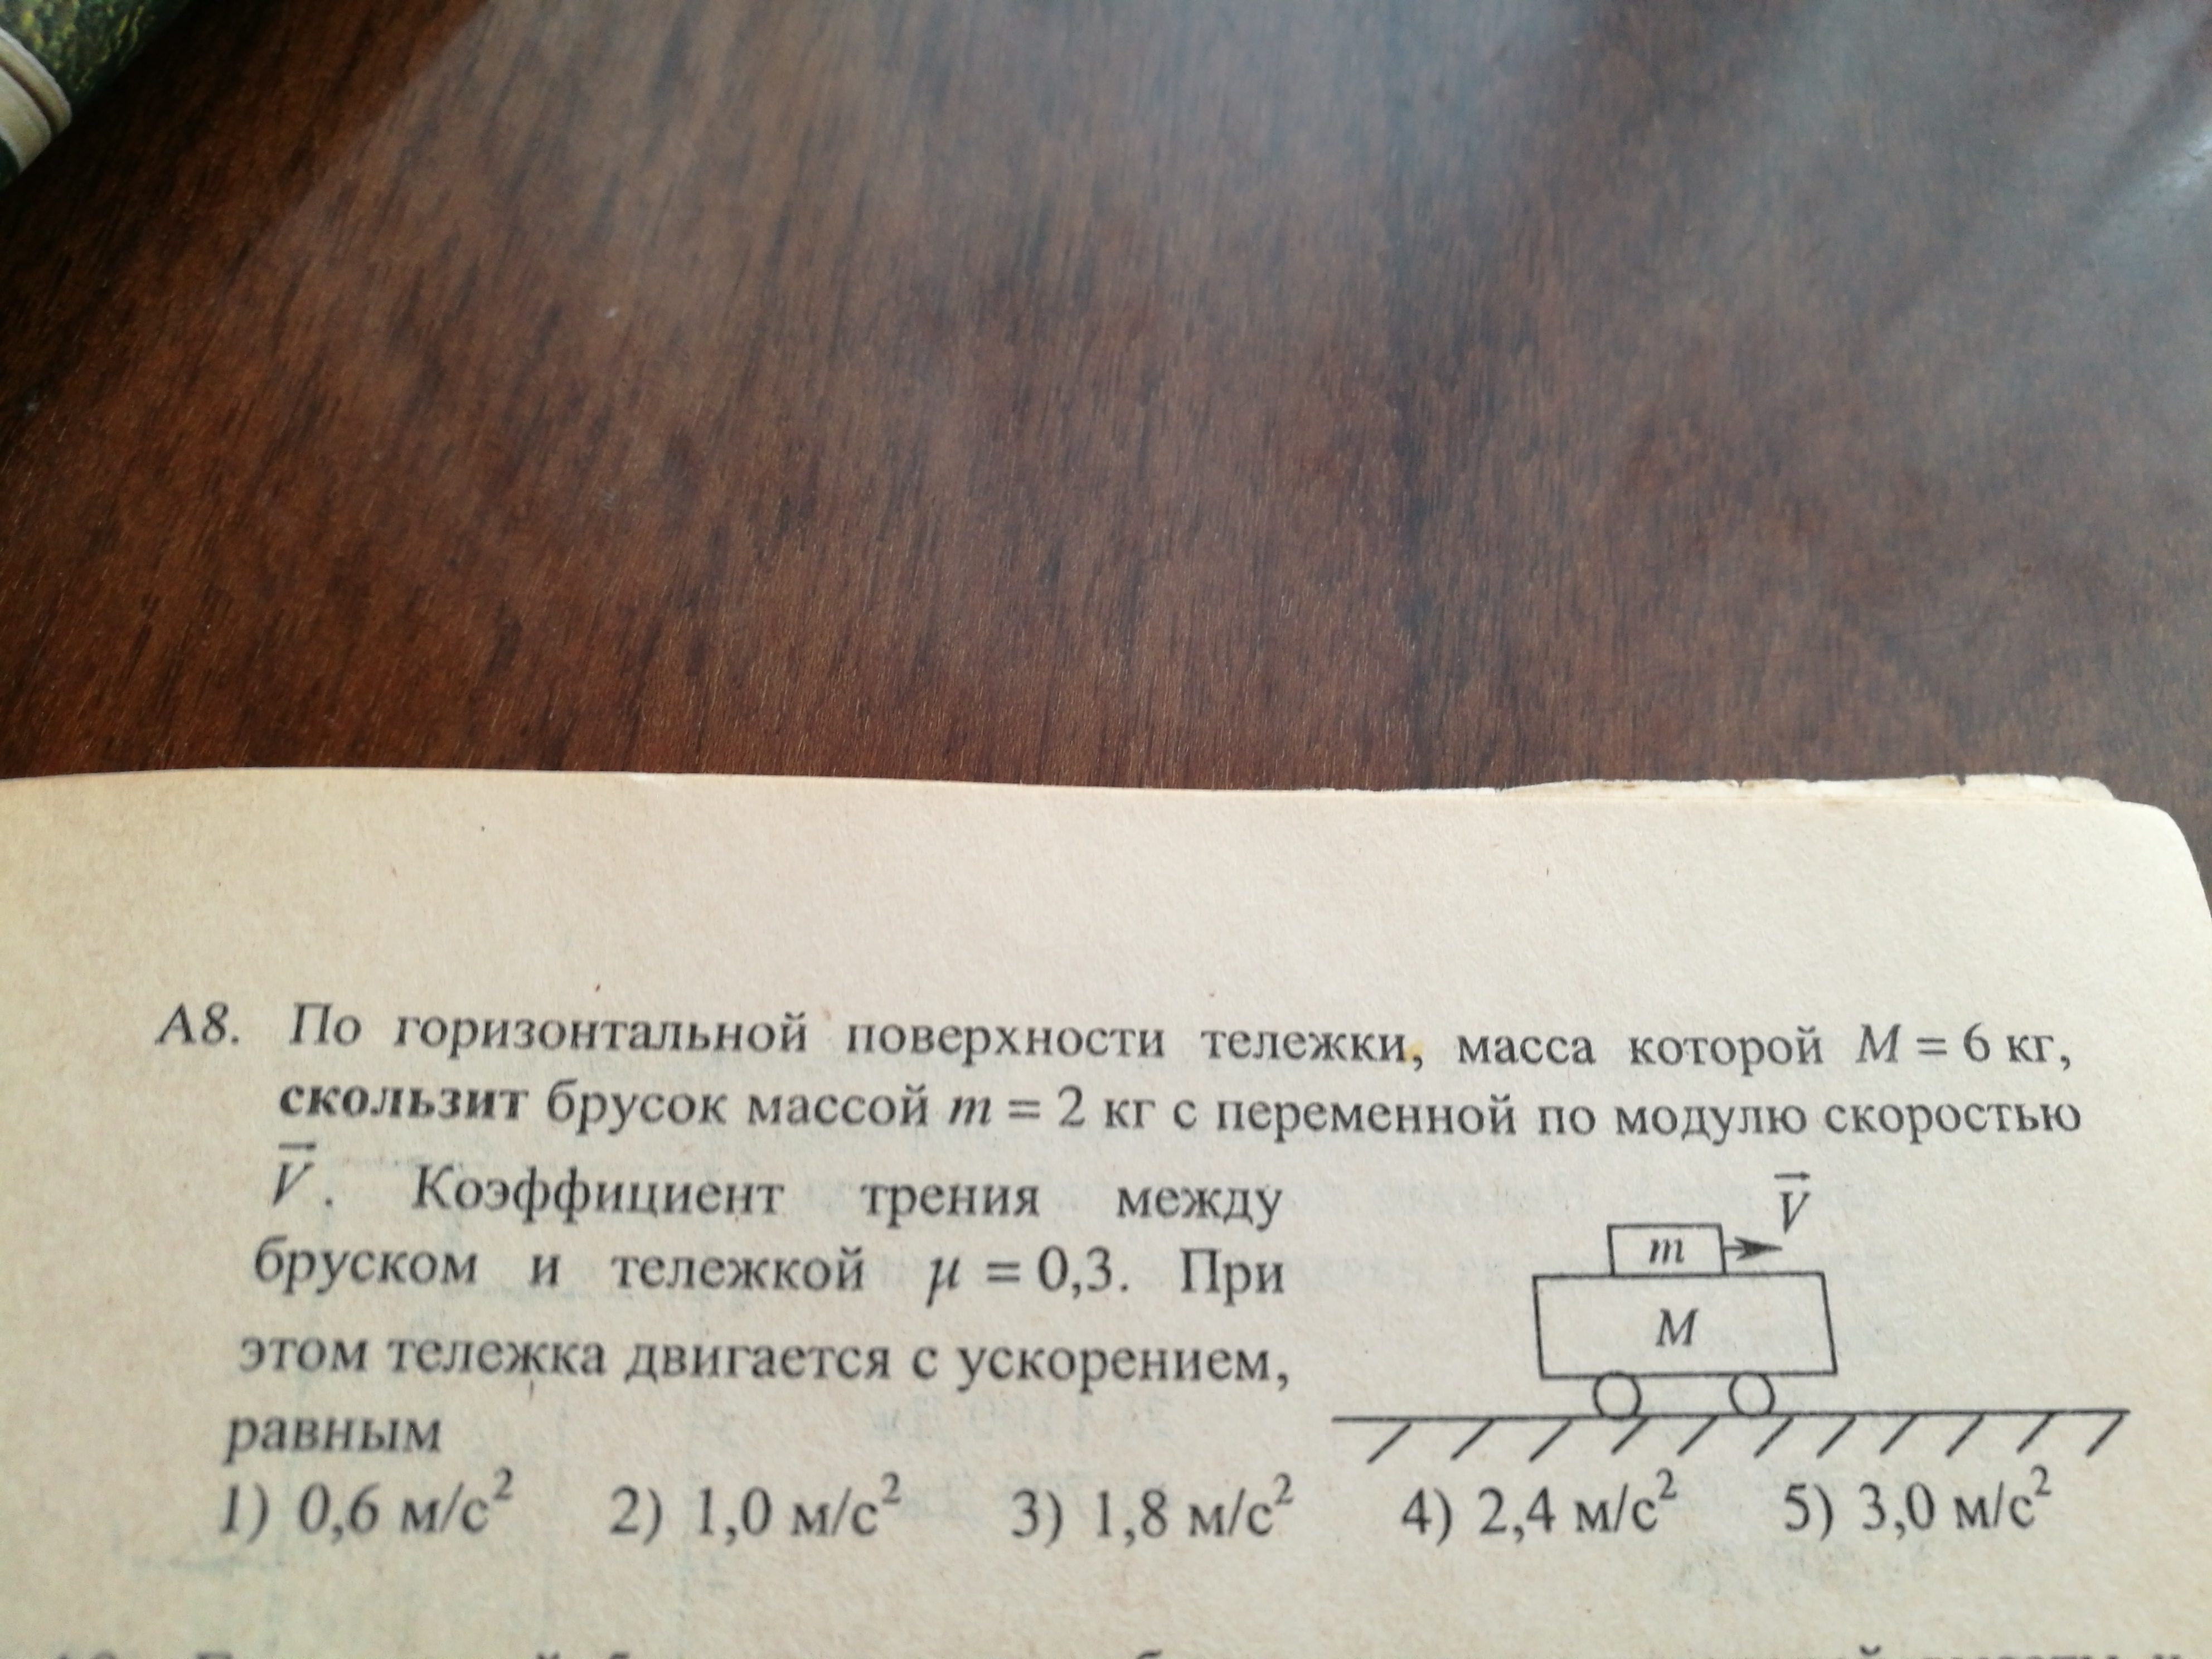 А8. По горизонтальной поверхности тележки, масса которой M = 6 кг,
скользит брусок массой m = 2 кг с переменной по модулю скоростью
V⃗. Коэффициент трения между
бруском и тележкой μ = 0,3. При
этом тележка двигается с ускорением,
равным
V⃗
m
M
1) 0,6 м/с² 2) 1,0 м/с² 3) 1,8 м/с² 4) 2,4 м/с² 5) 3,0 м/с²